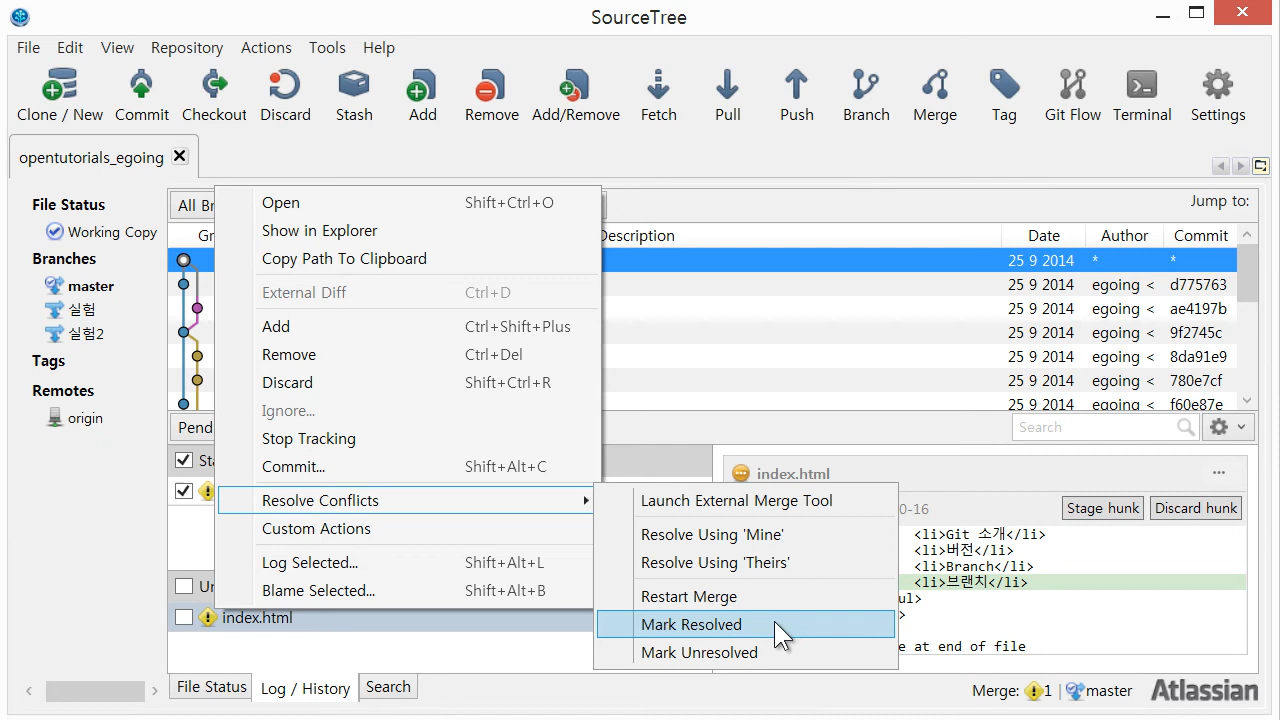 SourceTree
File Edit View Repository Actions Tools Help
Clone / New Commit Checkout Discard Stash Add Remove Add/Remove Fetch Pull Push Branch Merge Tag Git Flow Terminal Settings
opentutorials_egoing
File Status
Working Copy
Branches
master
실험
실험2
Tags
Remotes
origin
All Br
Jump to:
Gr
Description Date Author Commit
25 9 2014 * *
25 9 2014 egoing < d775763
25 9 2014 egoing < ae4197b
25 9 2014 egoing < 9f2745c
25 9 2014 egoing < 8da91e9
25 9 2014 egoing < 780e7cf
25 9 2014 egoing < f60e87e
Pend
Search
Sta
Un
index.html
Open Shift+Ctrl+O
Show in Explorer
Copy Path To Clipboard
External Diff Ctrl+D
Add Ctrl+Shift+Plus
Remove Ctrl+Del
Discard Shift+Ctrl+R
Ignore...
Stop Tracking
Commit... Shift+Alt+C
Resolve Conflicts
Custom Actions
Log Selected... Shift+Alt+L
Blame Selected... Shift+Alt+B
Launch External Merge Tool
Resolve Using 'Mine'
Resolve Using 'Theirs'
Restart Merge
Mark Resolved
Mark Unresolved
index.html ...
0-16 Stage hunk Discard hunk
<li>Git 소개</li>
<li>버전</li>
<li>Branch</li>
<li>브랜치</li>
ul>
>
e at end of file
File Status Log / History Search
Merge: 1 | master Atlassian